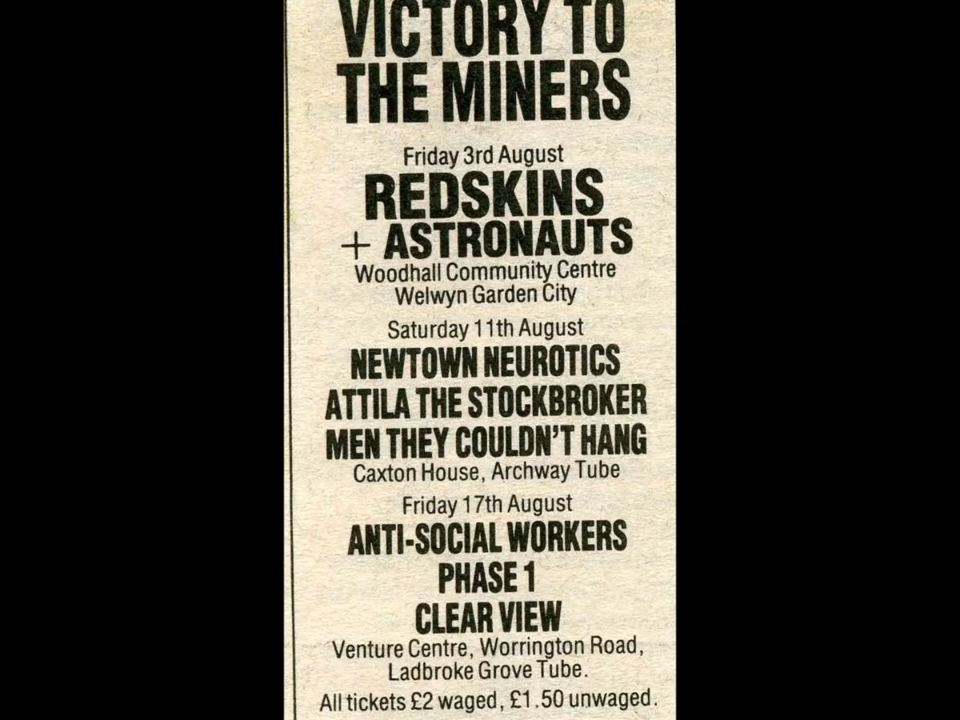 VICTORY TO
THE MINERS
Friday 3rd August
REDSKINS
+ ASTRONAUTS
Woodhall Community Centre
Welwyn Garden City
Saturday 11th August
NEWTOWN NEUROTICS
ATTILA THE STOCKBROKER
MEN THEY COULDN'T HANG
Caxton House, Archway Tube
Friday 17th August
ANTI-SOCIAL WORKERS
PHASE 1
CLEAR VIEW
Venture Centre, Worrington Road,
Ladbroke Grove Tube.
All tickets £2 waged, £1.50 unwaged.